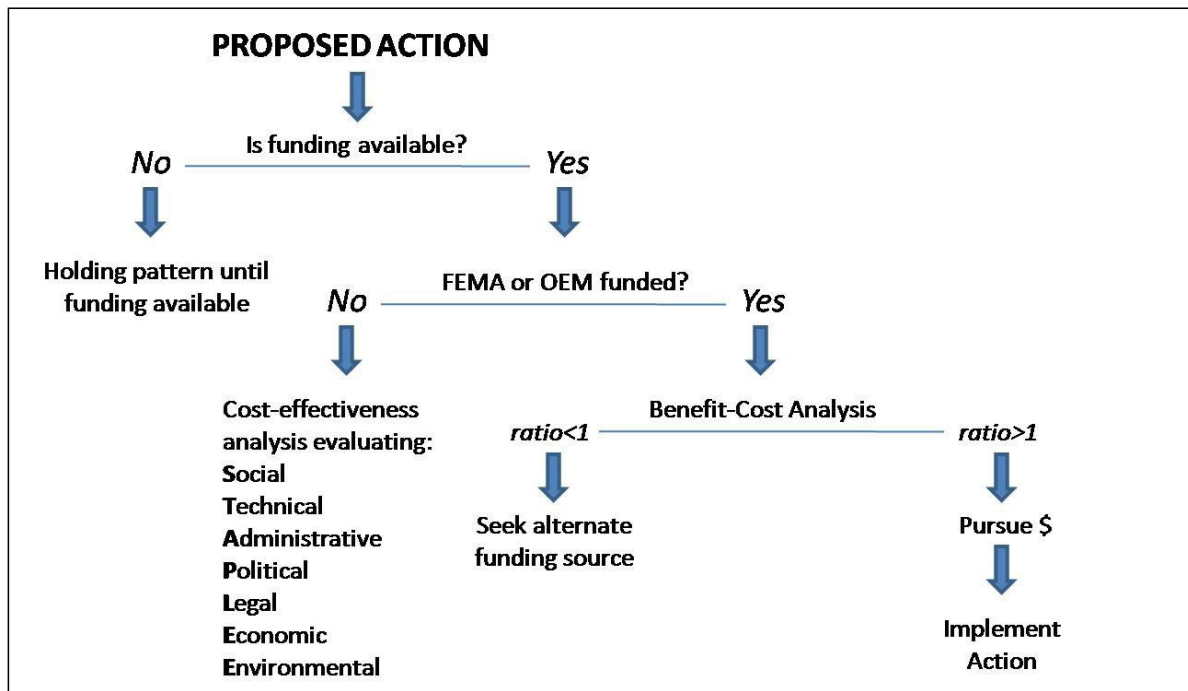 PROPOSED ACTION
Is funding available?
No
Yes
Holding pattern until
funding available
FEMA or OEM funded?
No
Yes
Cost-effectiveness
analysis evaluating:
Social
Technical
Administrative
Political
Legal
Economic
Environmental
Benefit-Cost Analysis
ratio<1
ratio>1
Seek alternate
funding source
Pursue $
Implement
Action